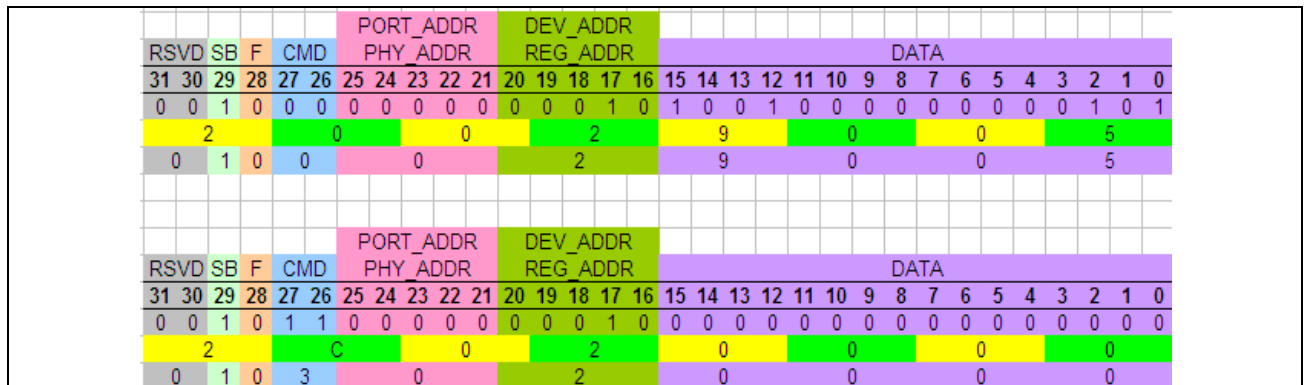 PORT_ADDR DEV_ADDR
RSVD SB F CMD PHY_ADDR REG_ADDR DATA
31 30 29 28 27 26 25 24 23 22 21 20 19 18 17 16 15 14 13 12 11 10 9 8 7 6 5 4 3 2 1 0
0 0 1 0 0 0 0 0 0 0 0 0 0 0 1 0 1 0 0 1 0 0 0 0 0 0 0 0 0 1 0 1
2 0 0 2 9 0 0 5
0 1 0 0 0 2 9 0 0 5
PORT_ADDR DEV_ADDR
RSVD SB F CMD PHY_ADDR REG_ADDR DATA
31 30 29 28 27 26 25 24 23 22 21 20 19 18 17 16 15 14 13 12 11 10 9 8 7 6 5 4 3 2 1 0
0 0 1 0 1 1 0 0 0 0 0 0 0 0 1 0 0 0 0 0 0 0 0 0 0 0 0 0 0 0 0 0
2 C 0 2 0 0 0 0
0 1 0 3 0 2 0 0 0 0